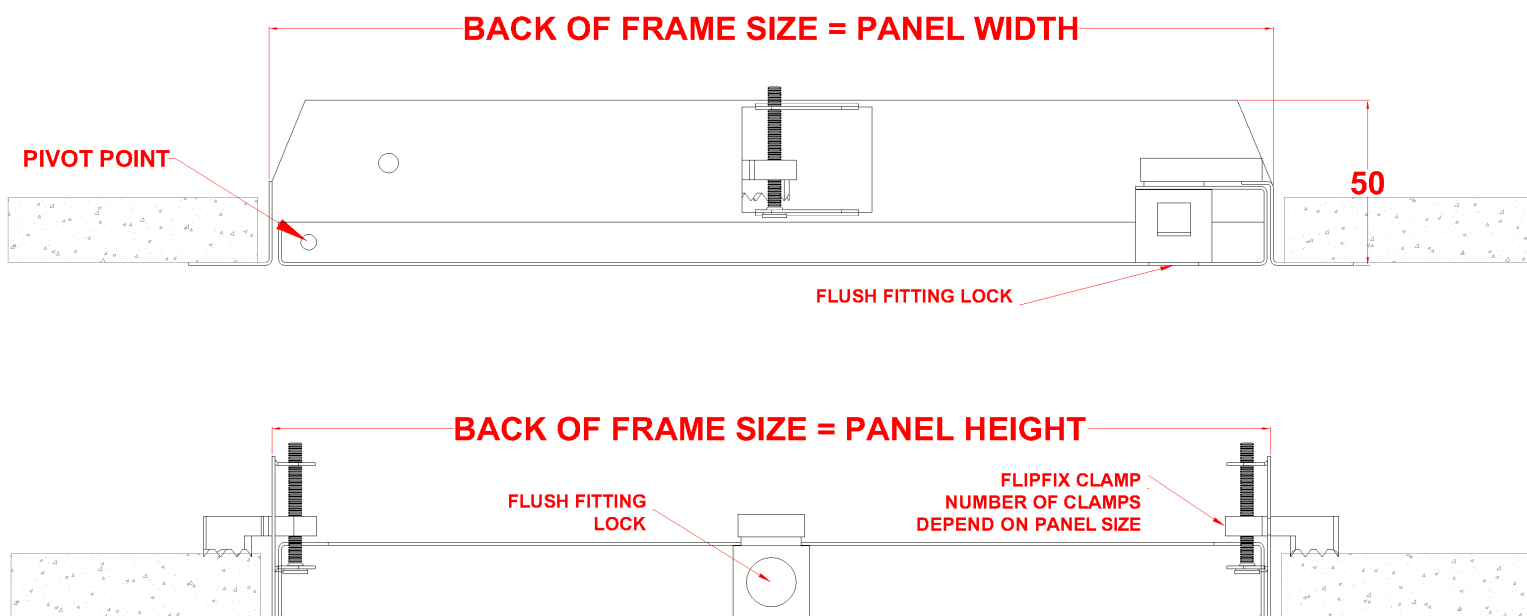 BACK OF FRAME SIZE = PANEL WIDTH
PIVOT POINT
50
FLUSH FITTING LOCK
BACK OF FRAME SIZE = PANEL HEIGHT
FLUSH FITTING
LOCK
FLIPFIX CLAMP
NUMBER OF CLAMPS
DEPEND ON PANEL SIZE